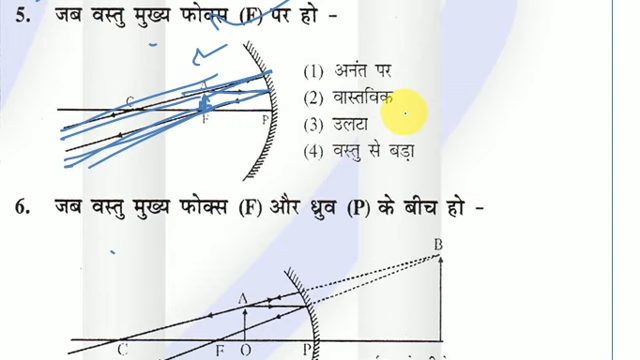 5. जब वस्तु मुख्य फोकस (F) पर हो -
(1) अनंत पर
(2) वास्तविक
(3) उलटा
(4) वस्तु से बड़ा
A
C
F
P
6. जब वस्तु मुख्य फोक्स (F) और ध्रुव (P) के बीच हो -
B
A
C
F
O
P